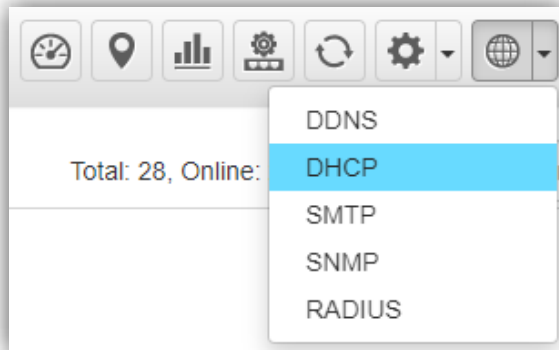 DDNS
Total: 28, Online:
DHCP
SMTP
SNMP
RADIUS